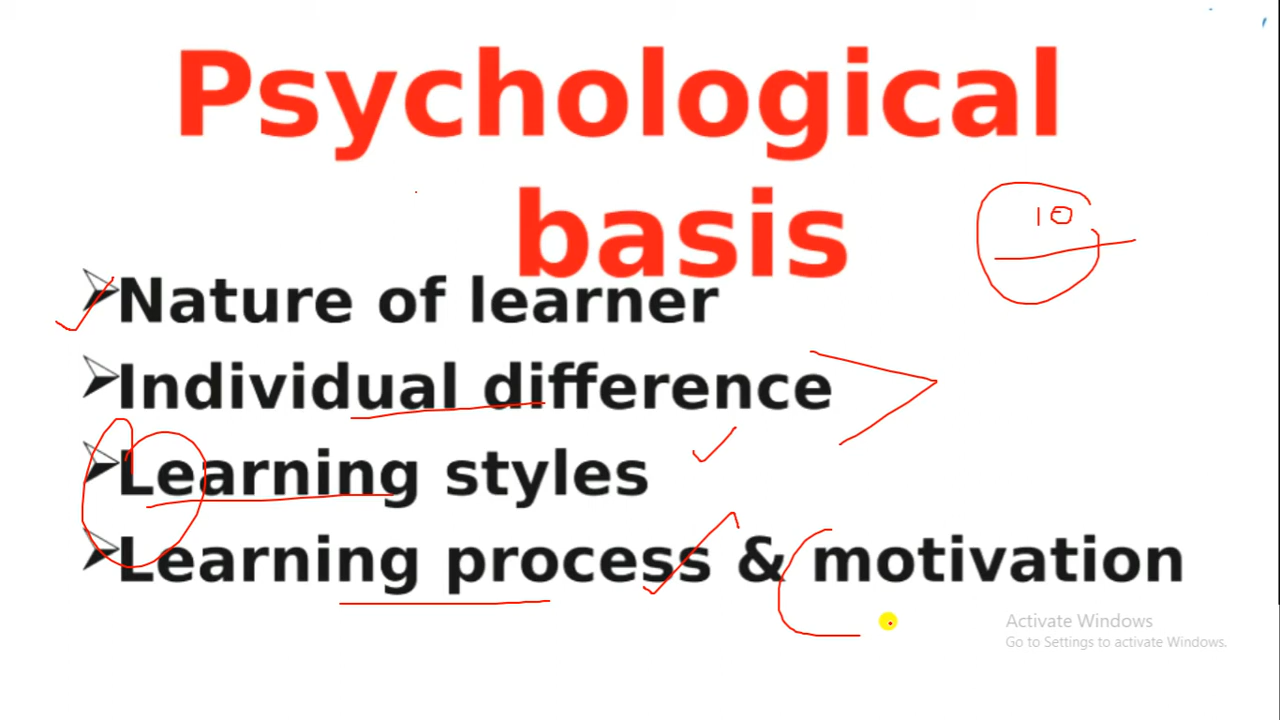 Psychological
basis
10
Nature of learner
Individual difference
Learning styles
Learning process & motivation
Activate Windows
Go to Settings to activate Windows.